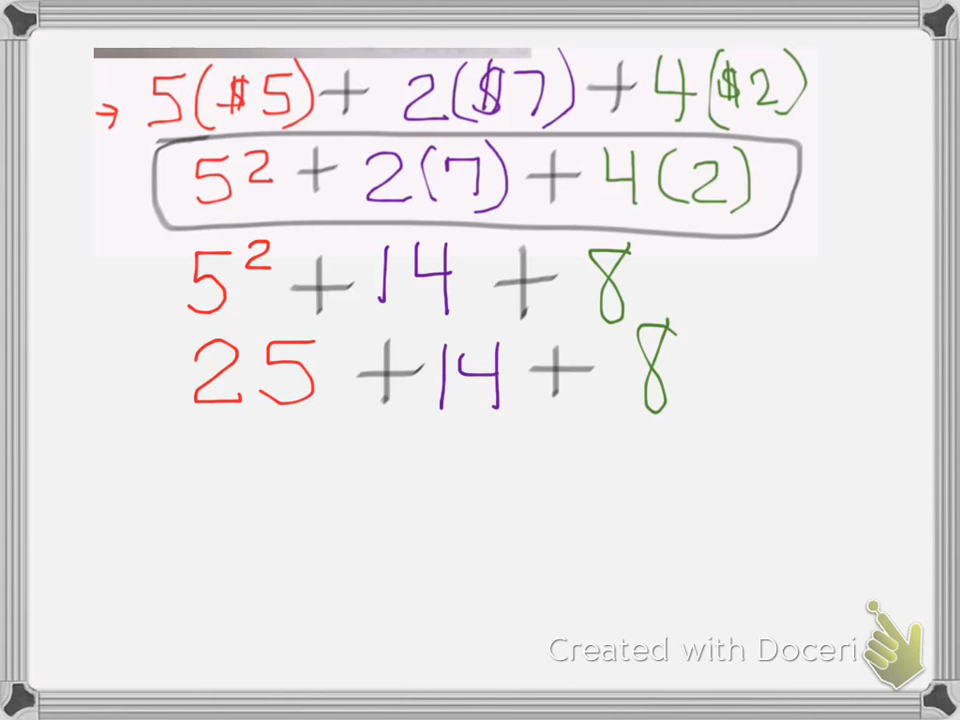 → 5($5) + 2($7) + 4($2)
5² + 2(7) + 4(2)
5² + 14 + 8
25 + 14 + 8
Created with Doceri